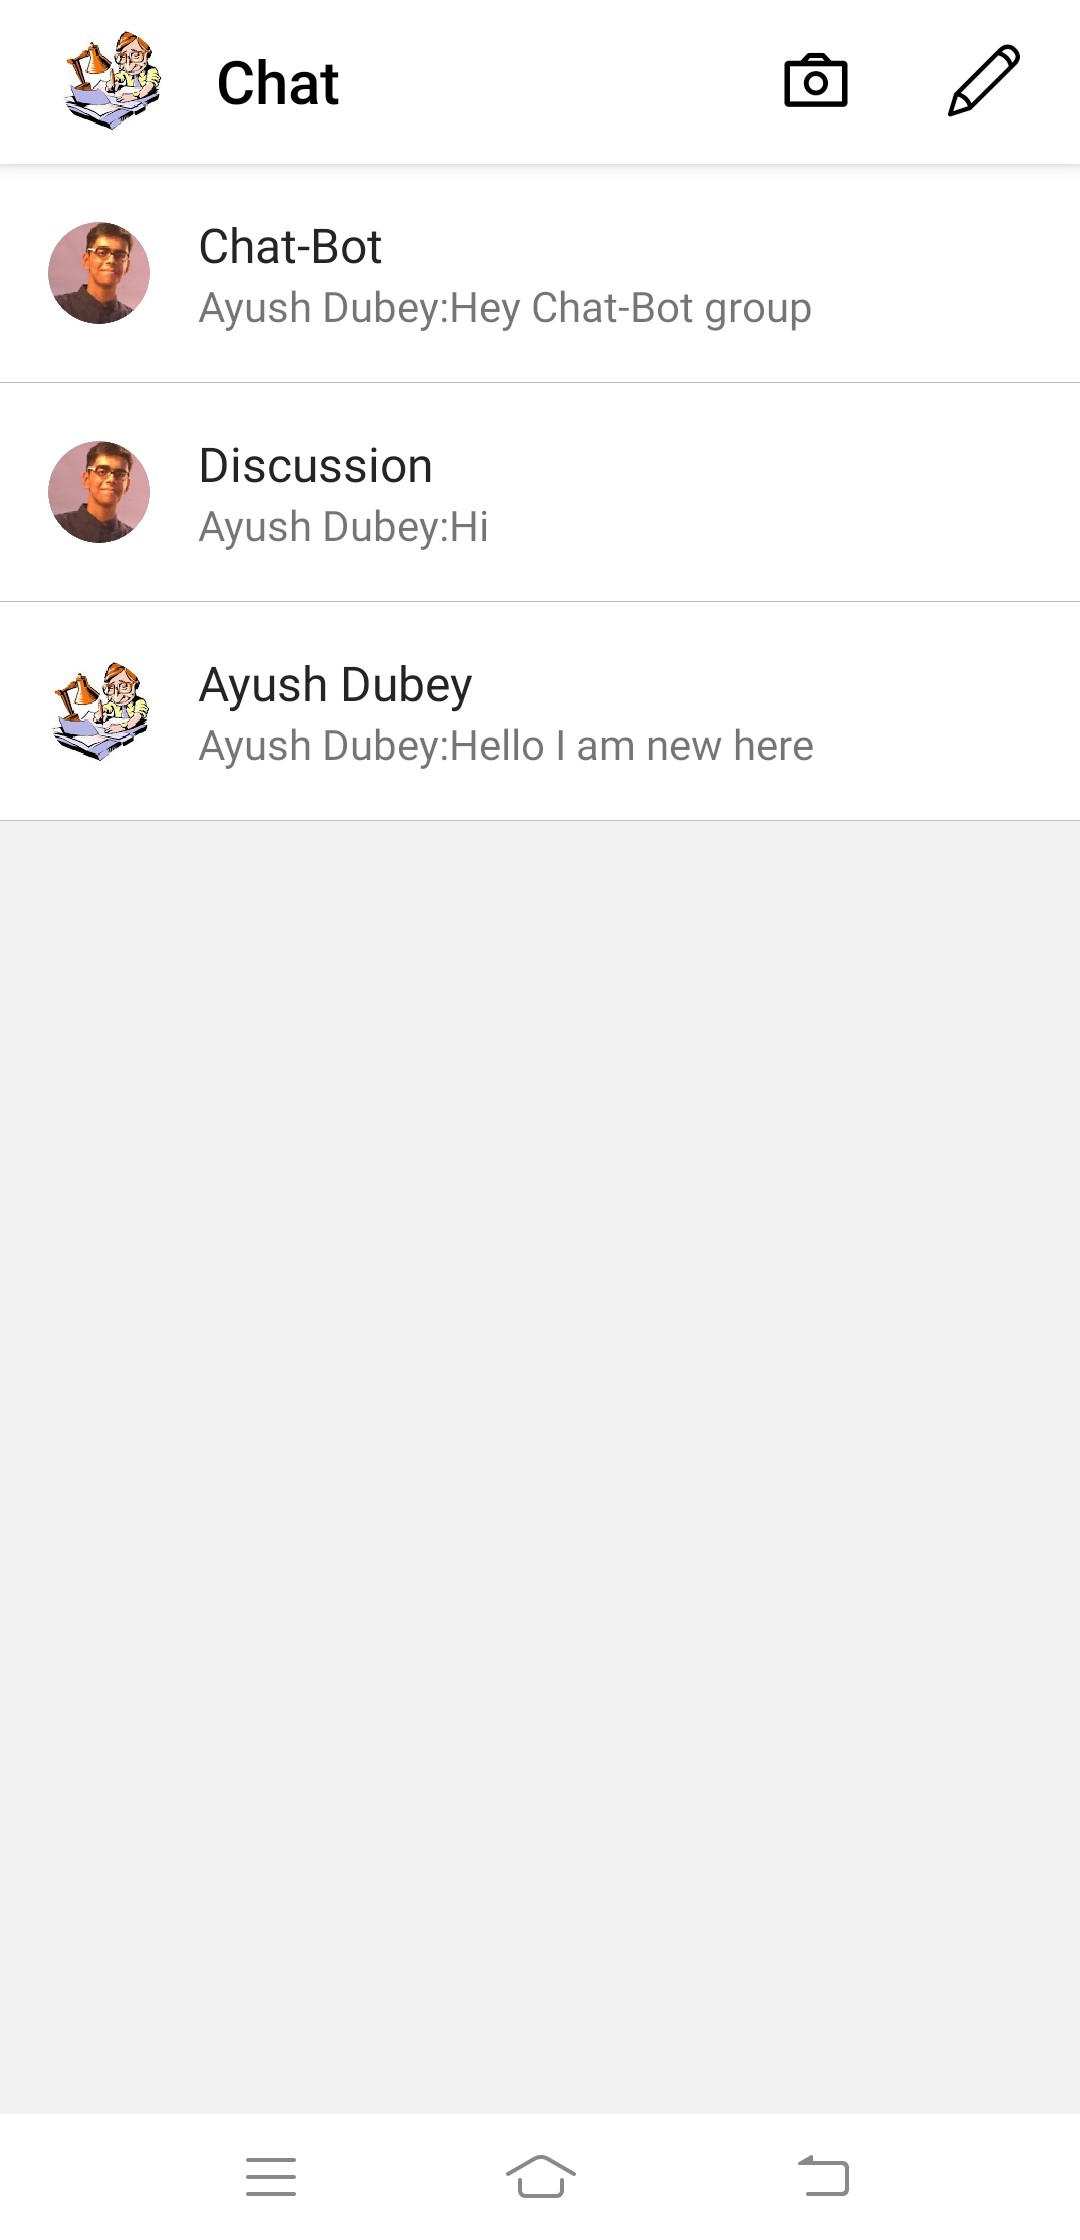 Chat
Chat-Bot
Ayush Dubey:Hey Chat-Bot group
Discussion
Ayush Dubey:Hi
Ayush Dubey
Ayush Dubey:Hello I am new here